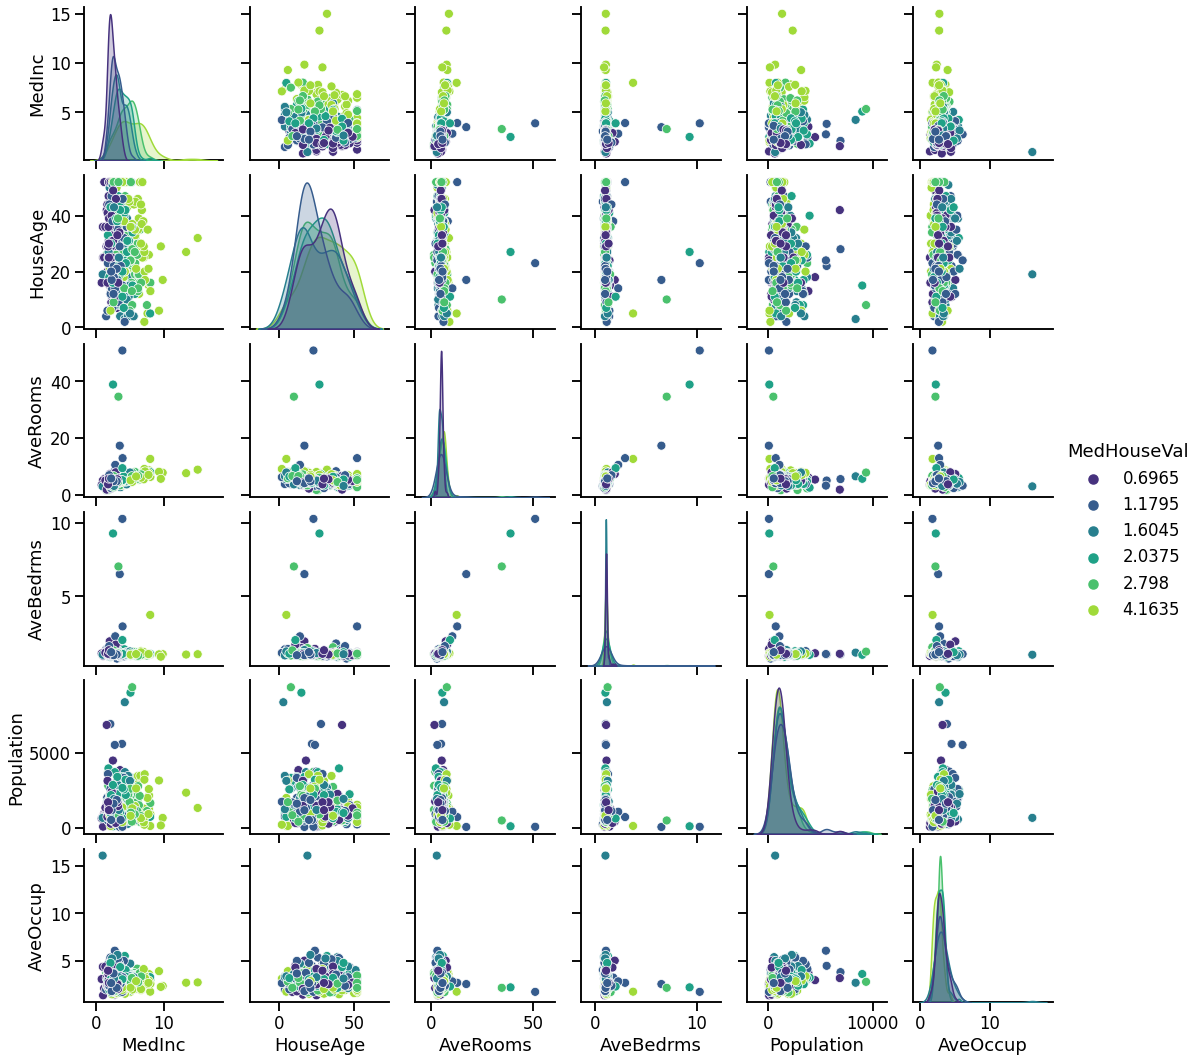 15
10
5
MedInc
40
20
0
HouseAge
40
20
0
AveRooms
10
5
AveBedrms
5000
0
Population
15
10
5
AveOccup
0 10
MedInc
0 50
HouseAge
0 50
AveRooms
0 10
AveBedrms
0 10000
Population
0 10
AveOccup
MedHouseVal
0.6965
1.1795
1.6045
2.0375
2.798
4.1635